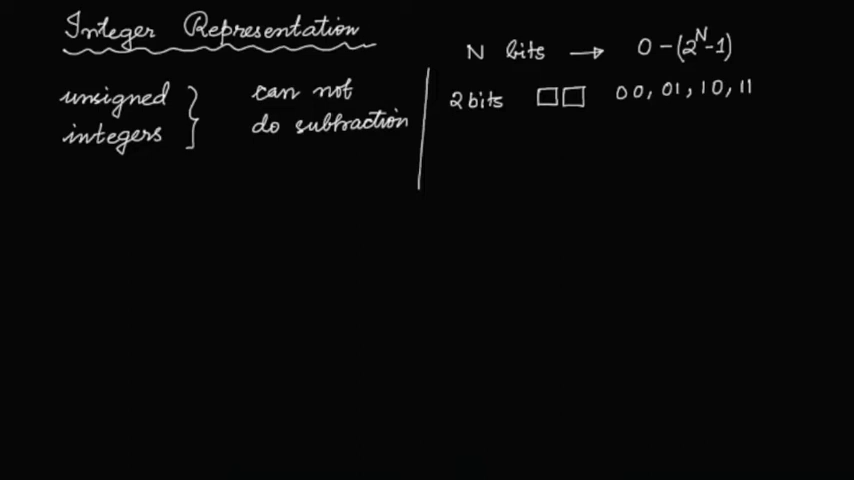 Integer Representation
unsigned integers } can not do subtraction
N bits → 0 - (2^N - 1)
2 bits □□ 00, 01, 10, 11